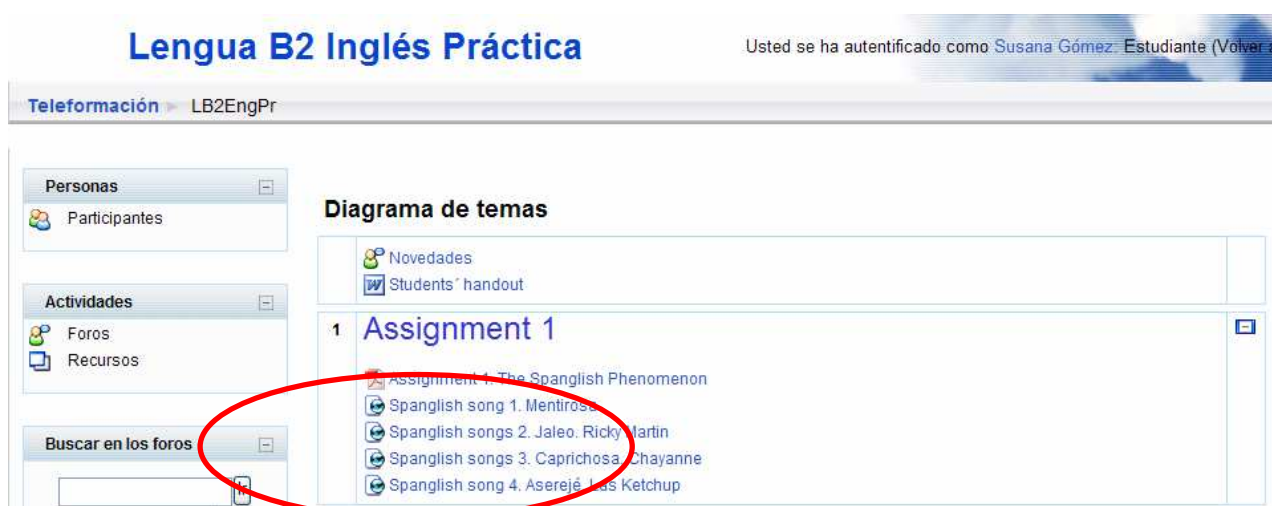 Lengua B2 Inglés Práctica
Usted se ha autentificado como Susana Gómez: Estudiante (Volver a
Teleformación LB2EngPr
Personas
Participantes
Actividades
Foros
Recursos
Buscar en los foros
Ir
Diagrama de temas
Novedades
Students´ handout
1 Assignment 1
Assignment 1. The Spanglish Phenomenon
Spanglish song 1. Mentirosa
Spanglish songs 2. Jaleo. Ricky Martin
Spanglish songs 3. Caprichosa. Chayanne
Spanglish song 4. Aserejé. Las Ketchup